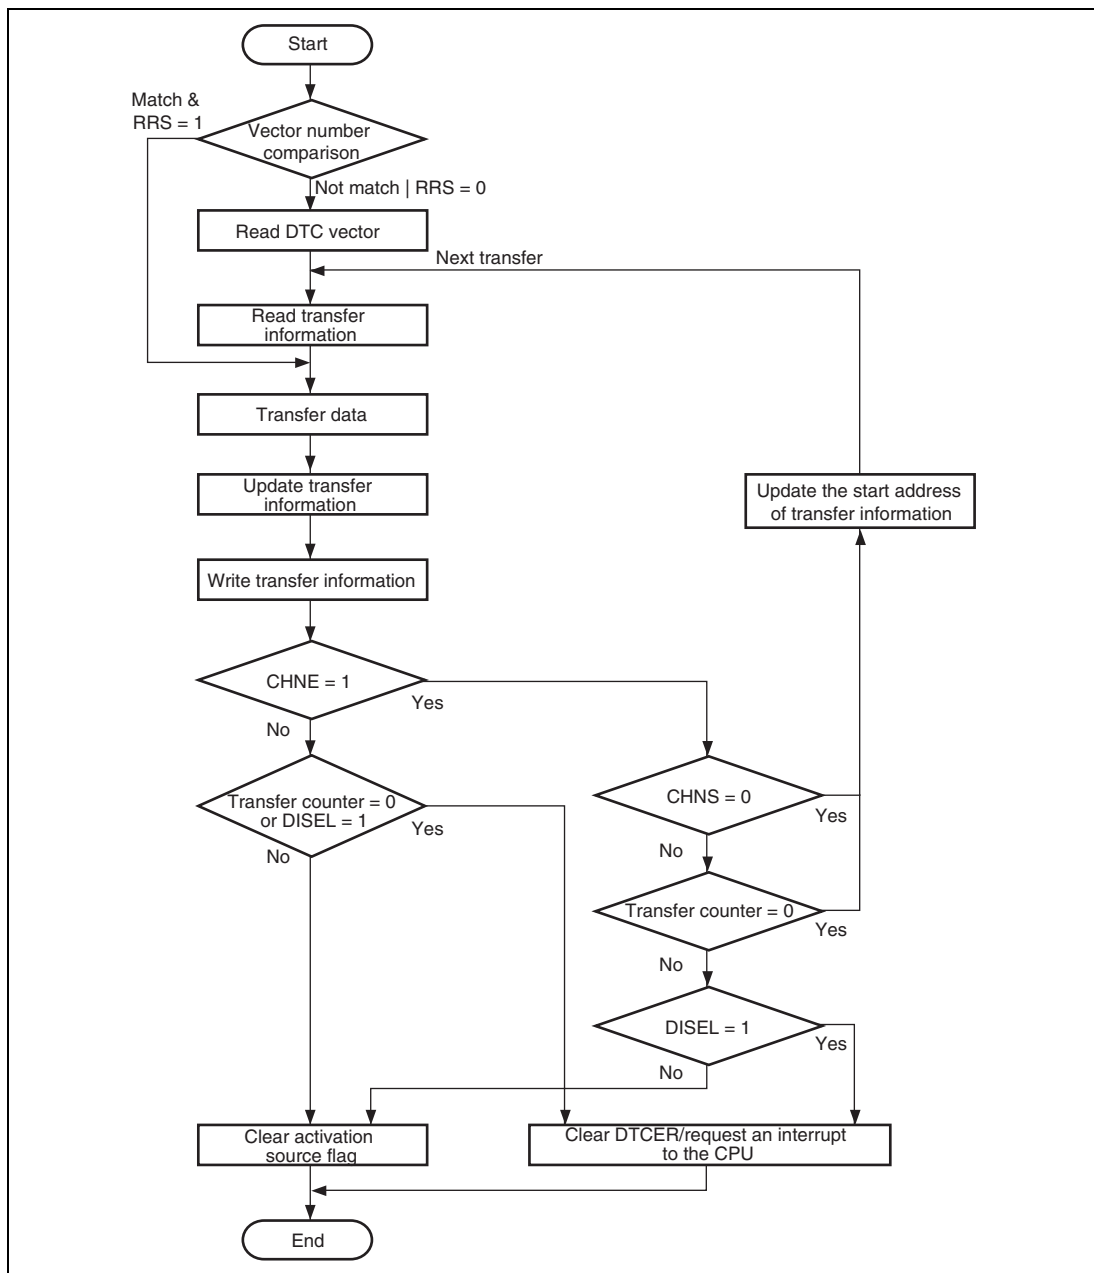 Start
Match &
RRS = 1
Vector number
comparison
Not match | RRS = 0
Read DTC vector
Next transfer
Read transfer
information
Transfer data
Update transfer
information
Update the start address
of transfer information
Write transfer information
CHNE = 1
Yes
No
Transfer counter = 0
or DISEL = 1
Yes
No
CHNS = 0
Yes
No
Transfer counter = 0
Yes
No
DISEL = 1
Yes
No
Clear activation
source flag
Clear DTCER/request an interrupt
to the CPU
End